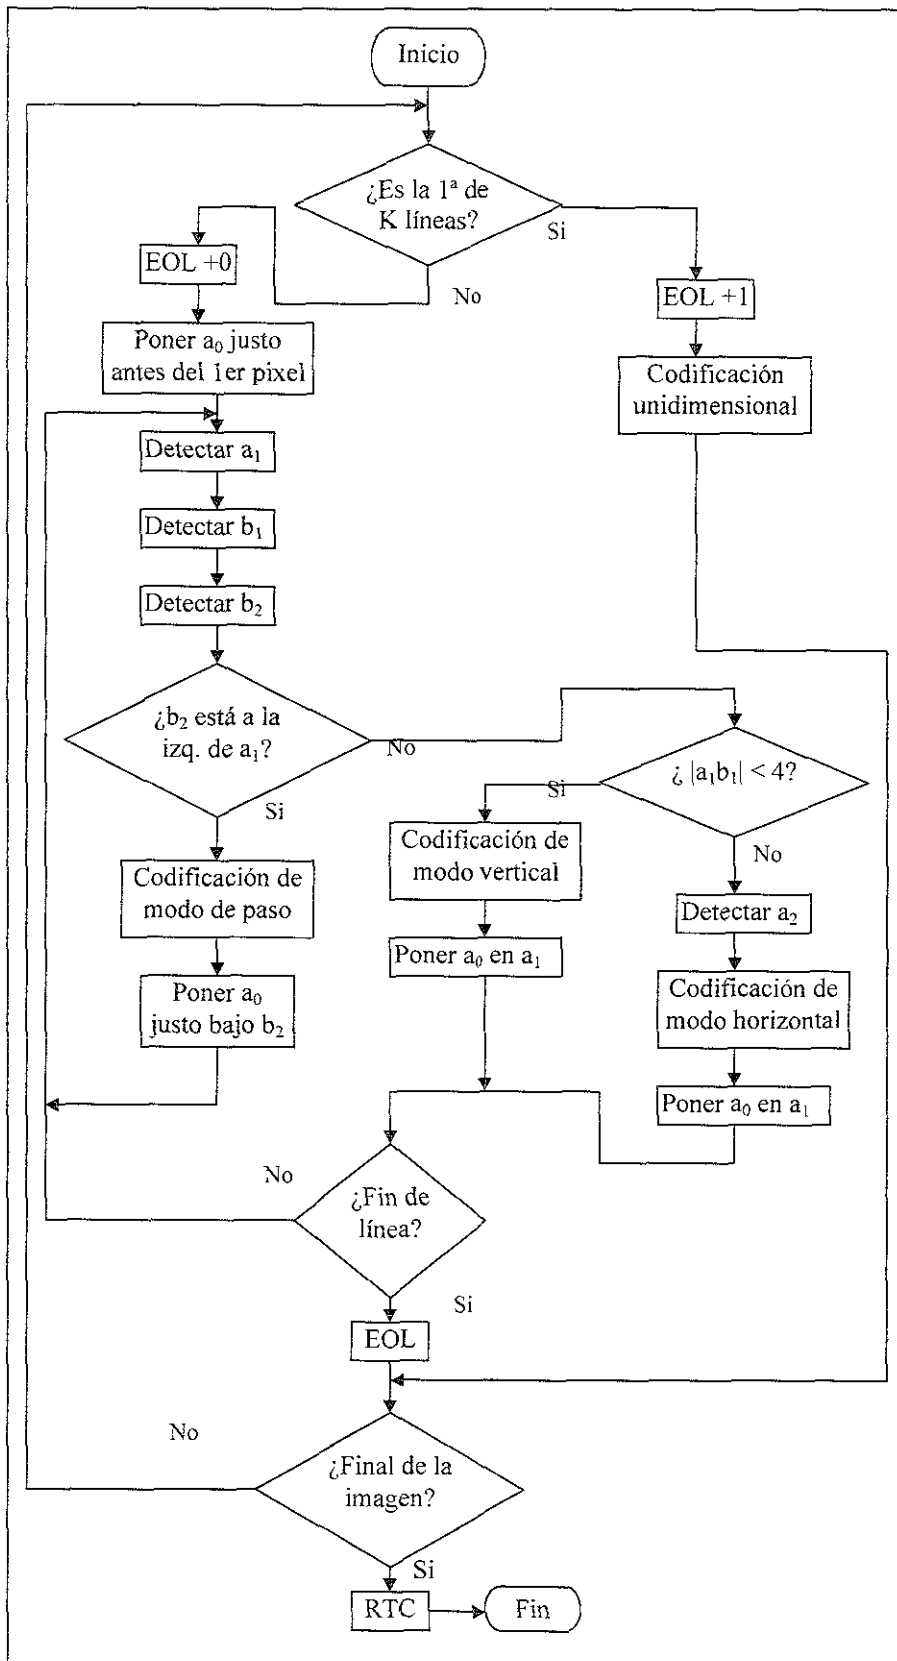 Inicio
¿Es la 1ª de
K líneas?
Si
No
EOL +0
EOL +1
Poner a₀ justo
antes del 1er pixel
Codificación
unidimensional
Detectar a₁
Detectar b₁
Detectar b₂
¿b₂ está a la
izq. de a₁?
No
Si
¿ |a₁b₁| < 4?
Si
No
Codificación de
modo de paso
Codificación de
modo vertical
Detectar a₂
Poner a₀ en a₁
Poner a₀
justo bajo b₂
Codificación de
modo horizontal
Poner a₀ en a₁
No
¿Fin de
línea?
Si
EOL
No
¿Final de la
imagen?
Si
RTC
Fin